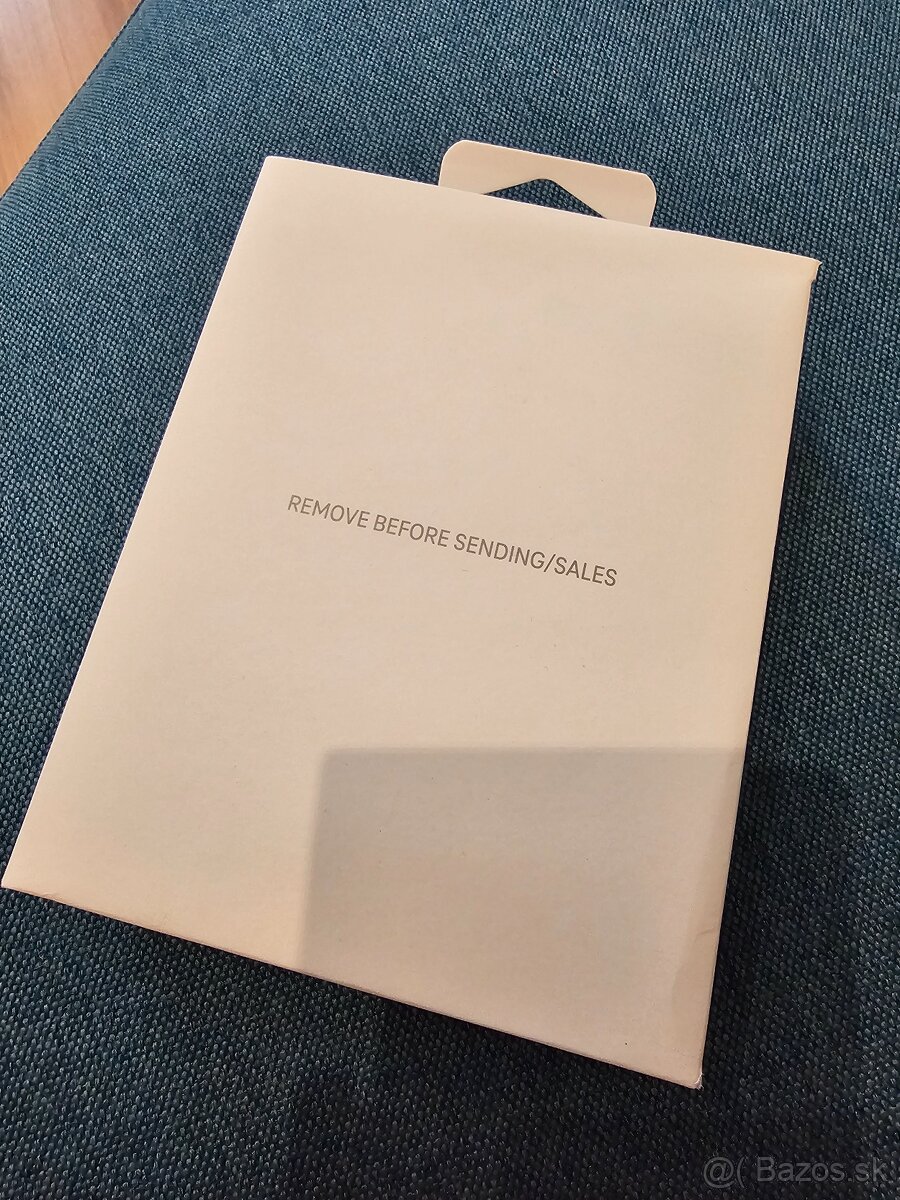 REMOVE BEFORE SENDING/SALES
@( Bazos.sk